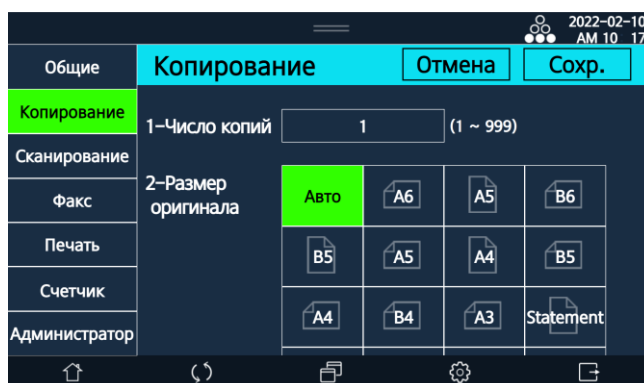 2022-02-10
AM 10 17
Общие
Копирование
Сканирование
Факс
Печать
Счетчик
Администратор
Копирование Отмена Сохр.
1-Число копий 1 (1 ~ 999)
2-Размер
оригинала
Авто A6 A5 B6
B5 A5 A4 B5
A4 B4 A3 Statement